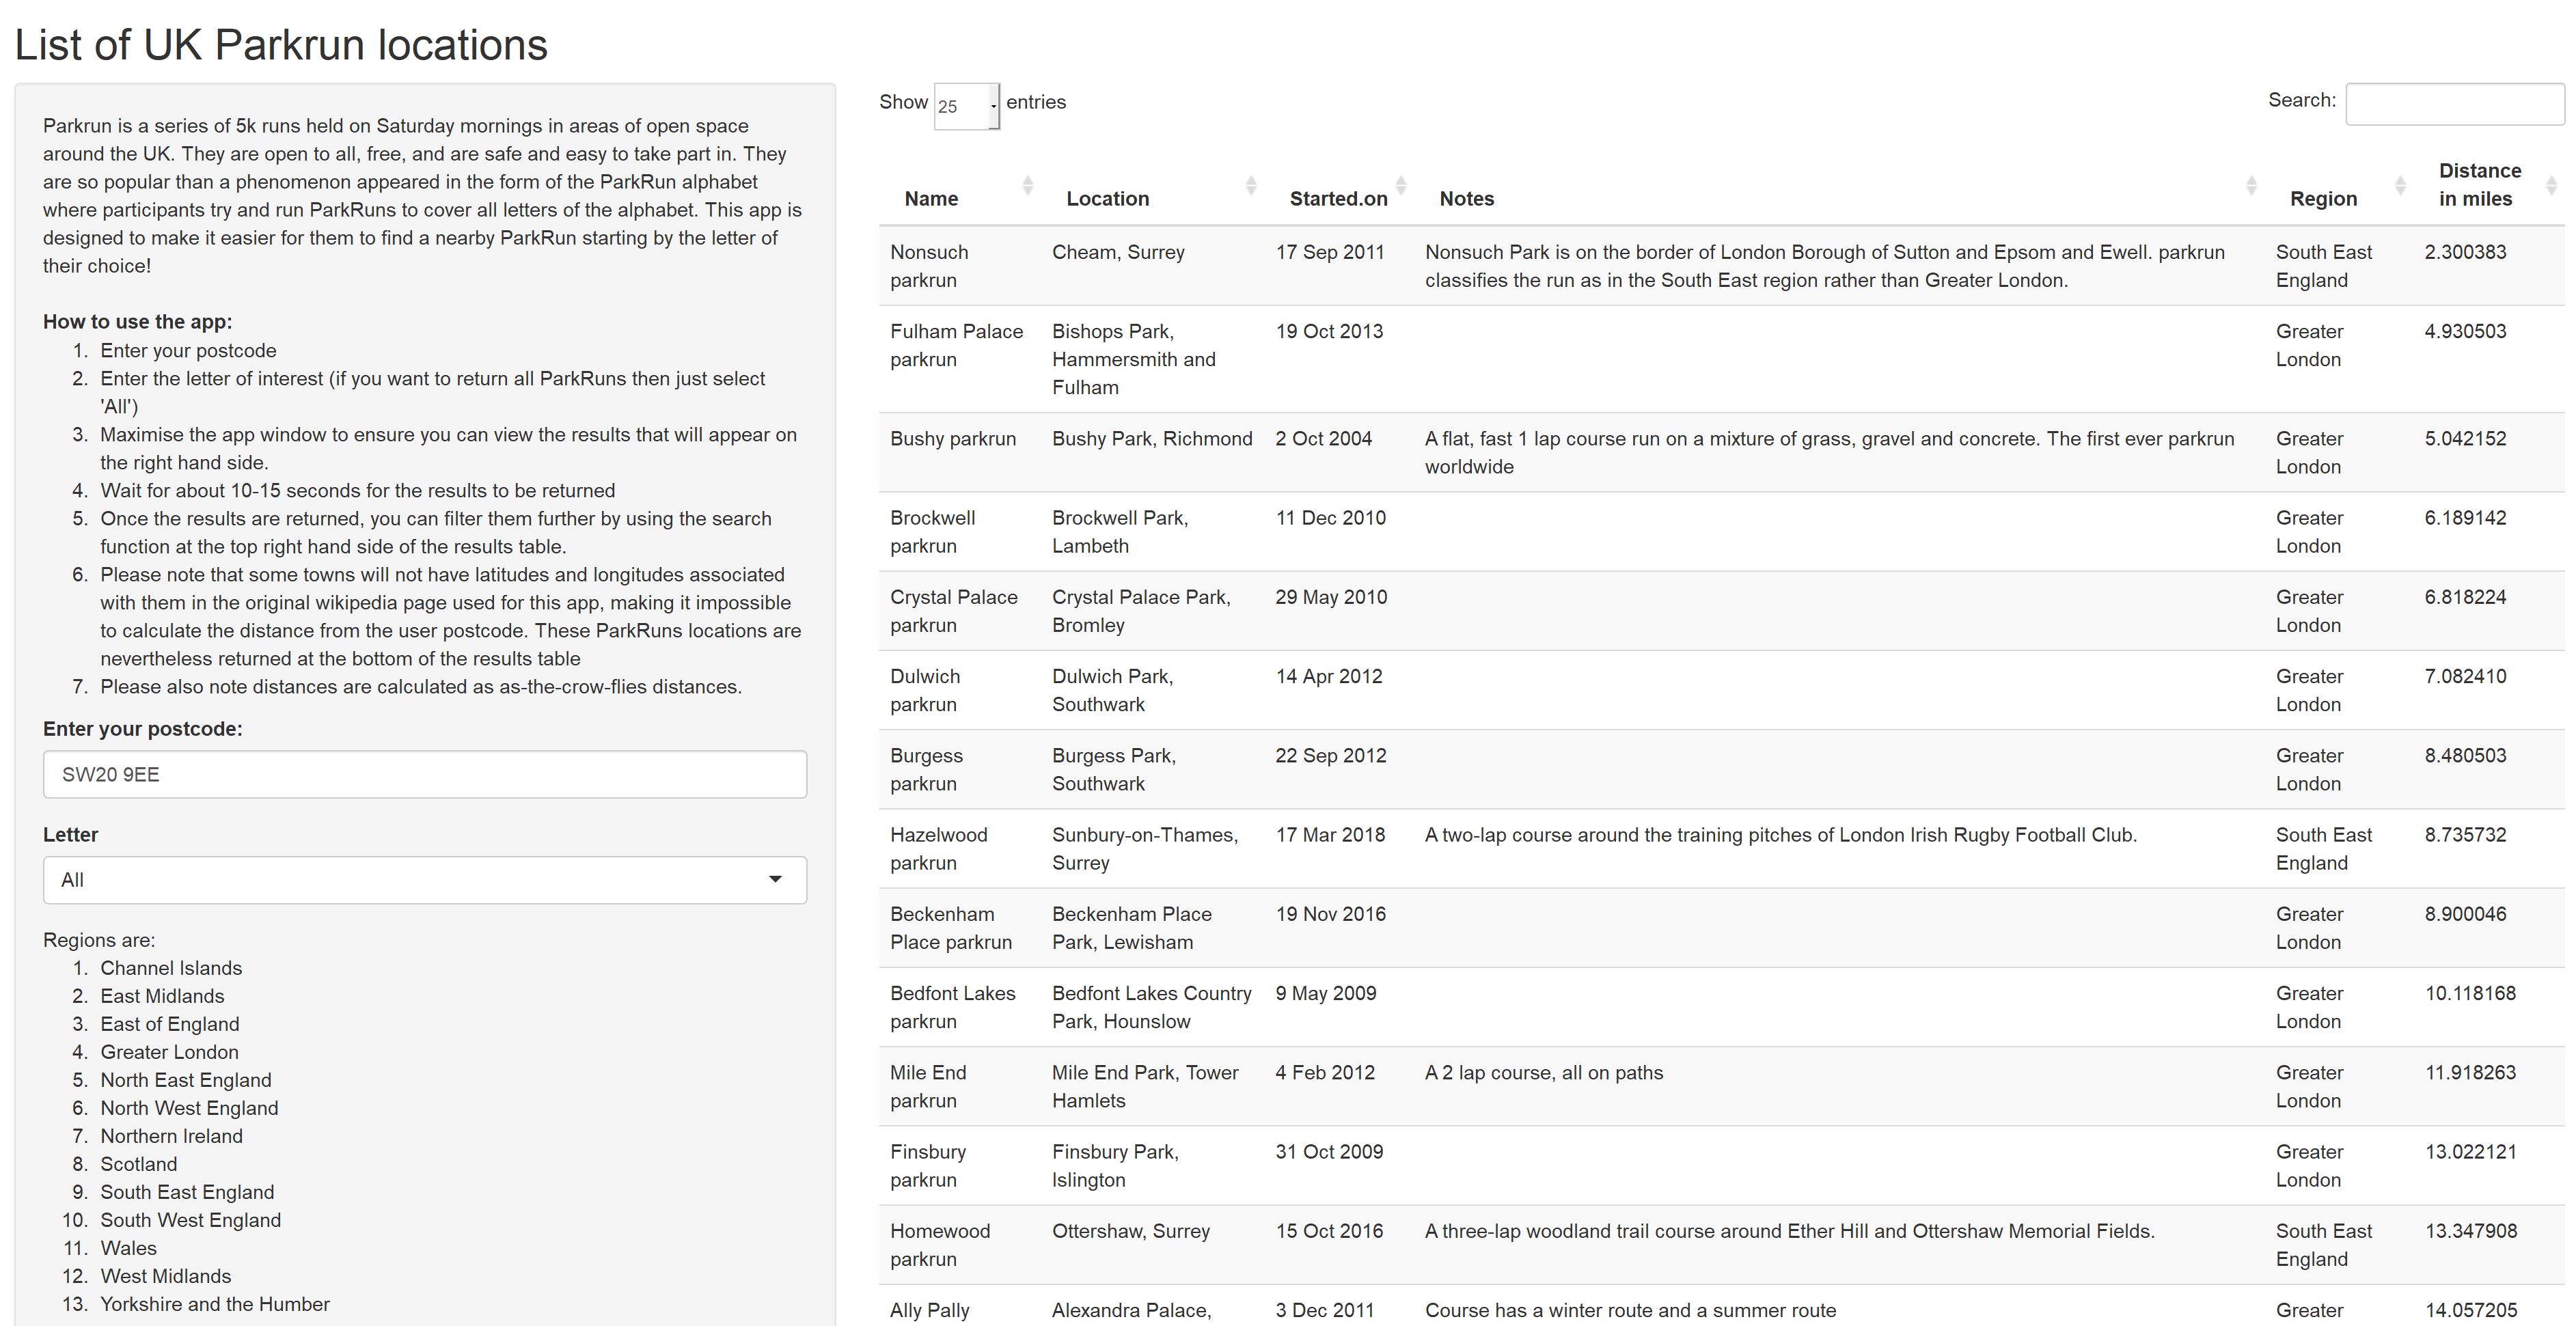 List of UK Parkrun locations
Parkrun is a series of 5k runs held on Saturday mornings in areas of open space
around the UK. They are open to all, free, and are safe and easy to take part in. They
are so popular than a phenomenon appeared in the form of the ParkRun alphabet
where participants try and run ParkRuns to cover all letters of the alphabet. This app is
designed to make it easier for them to find a nearby ParkRun starting by the letter of
their choice!
How to use the app:
1. Enter your postcode
2. Enter the letter of interest (if you want to return all ParkRuns then just select
'All')
3. Maximise the app window to ensure you can view the results that will appear on
the right hand side.
4. Wait for about 10-15 seconds for the results to be returned
5. Once the results are returned, you can filter them further by using the search
function at the top right hand side of the results table.
6. Please note that some towns will not have latitudes and longitudes associated
with them in the original wikipedia page used for this app, making it impossible
to calculate the distance from the user postcode. These ParkRuns locations are
nevertheless returned at the bottom of the results table
7. Please also note distances are calculated as as-the-crow-flies distances.
Enter your postcode:
SW20 9EE
Letter
All
Regions are:
1. Channel Islands
2. East Midlands
3. East of England
4. Greater London
5. North East England
6. North West England
7. Northern Ireland
8. Scotland
9. South East England
10. South West England
11. Wales
12. West Midlands
13. Yorkshire and the Humber
Show 25 entries
Search:
Name Location Started.on Notes Region Distance
in miles
Nonsuch Cheam, Surrey 17 Sep 2011 Nonsuch Park is on the border of London Borough of Sutton and Epsom and Ewell. parkrun South East 2.300383
parkrun classifies the run as in the South East region rather than Greater London. England
Fulham Palace Bishops Park, 19 Oct 2013 Greater 4.930503
parkrun Hammersmith and London
Fulham
Bushy parkrun Bushy Park, Richmond 2 Oct 2004 A flat, fast 1 lap course run on a mixture of grass, gravel and concrete. The first ever parkrun Greater 5.042152
worldwide London
Brockwell Brockwell Park, 11 Dec 2010 Greater 6.189142
parkrun Lambeth London
Crystal Palace Crystal Palace Park, 29 May 2010 Greater 6.818224
parkrun Bromley London
Dulwich Dulwich Park, 14 Apr 2012 Greater 7.082410
parkrun Southwark London
Burgess Burgess Park, 22 Sep 2012 Greater 8.480503
parkrun Southwark London
Hazelwood Sunbury-on-Thames, 17 Mar 2018 A two-lap course around the training pitches of London Irish Rugby Football Club. South East 8.735732
parkrun Surrey England
Beckenham Beckenham Place 19 Nov 2016 Greater 8.900046
Place parkrun Park, Lewisham London
Bedfont Lakes Bedfont Lakes Country 9 May 2009 Greater 10.118168
parkrun Park, Hounslow London
Mile End Mile End Park, Tower 4 Feb 2012 A 2 lap course, all on paths Greater 11.918263
parkrun Hamlets London
Finsbury Finsbury Park, 31 Oct 2009 Greater 13.022121
parkrun Islington London
Homewood Ottershaw, Surrey 15 Oct 2016 A three-lap woodland trail course around Ether Hill and Ottershaw Memorial Fields. South East 13.347908
parkrun England
Ally Pally Alexandra Palace, 3 Dec 2011 Course has a winter route and a summer route Greater 14.057205